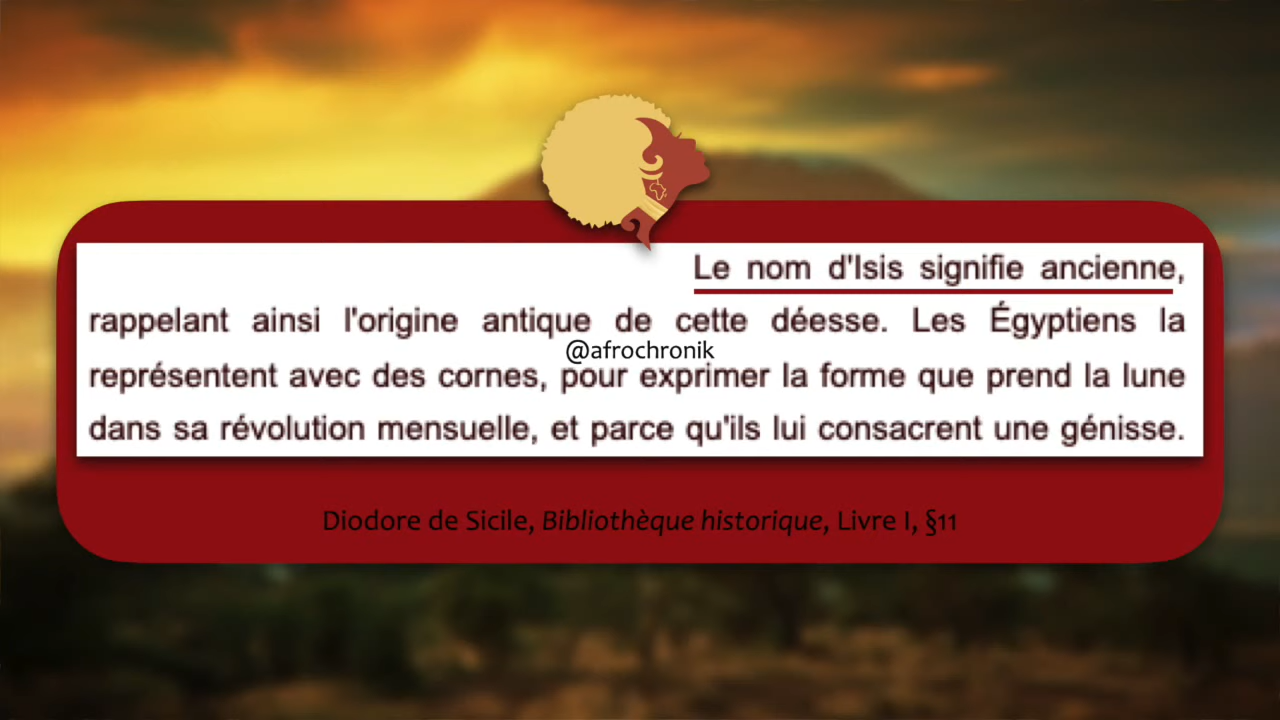 Le nom d'Isis signifie ancienne,
rappelant ainsi l'origine antique de cette déesse. Les Égyptiens la
@afrochronik
représentent avec des cornes, pour exprimer la forme que prend la lune
dans sa révolution mensuelle, et parce qu'ils lui consacrent une génisse.
Diodore de Sicile, Bibliothèque historique, Livre I, §11